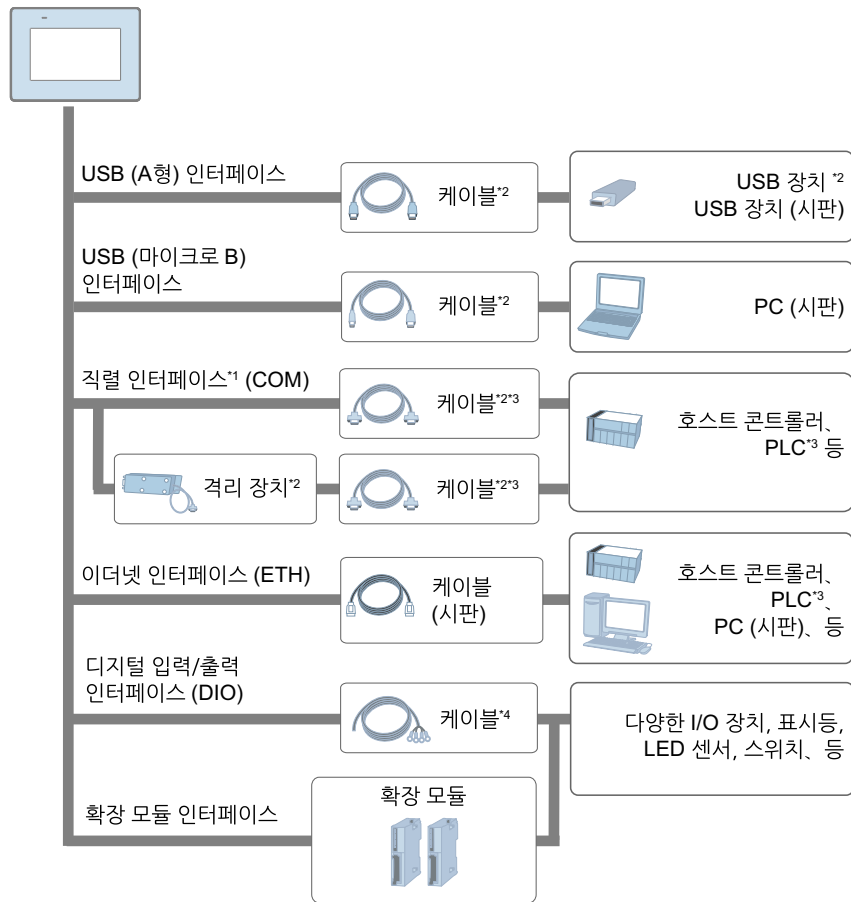 USB (A형) 인터페이스
케이블*2
USB 장치 *2
USB 장치 (시판)
USB (마이크로 B)
인터페이스
케이블*2
PC (시판)
직렬 인터페이스*1 (COM)
케이블*2*3
호스트 콘트롤러、
PLC*3 등
격리 장치*2
케이블*2*3
이더넷 인터페이스 (ETH)
케이블
(시판)
호스트 콘트롤러、
PLC*3、
PC (시판)、등
디지털 입력/출력
인터페이스 (DIO)
케이블*4
다양한 I/O 장치, 표시등,
LED 센서, 스위치、등
확장 모듈 인터페이스
확장 모듈